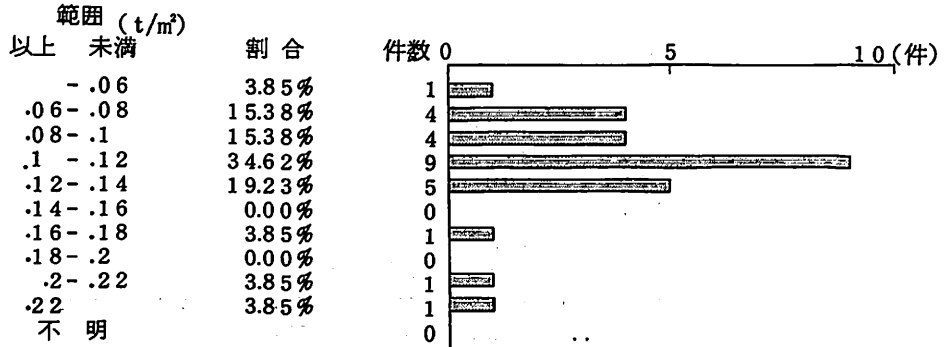 範囲 (t/㎡)
以上 未満 割合 件数 0 5 10(件)
- .06 3.85% 1
.06- .08 15.38% 4
.08- .1 15.38% 4
.1 - .12 34.62% 9
.12- .14 19.23% 5
.14- .16 0.00% 0
.16- .18 3.85% 1
.18- .2 0.00% 0
.2- .22 3.85% 1
.22 3.85% 1
不明 0